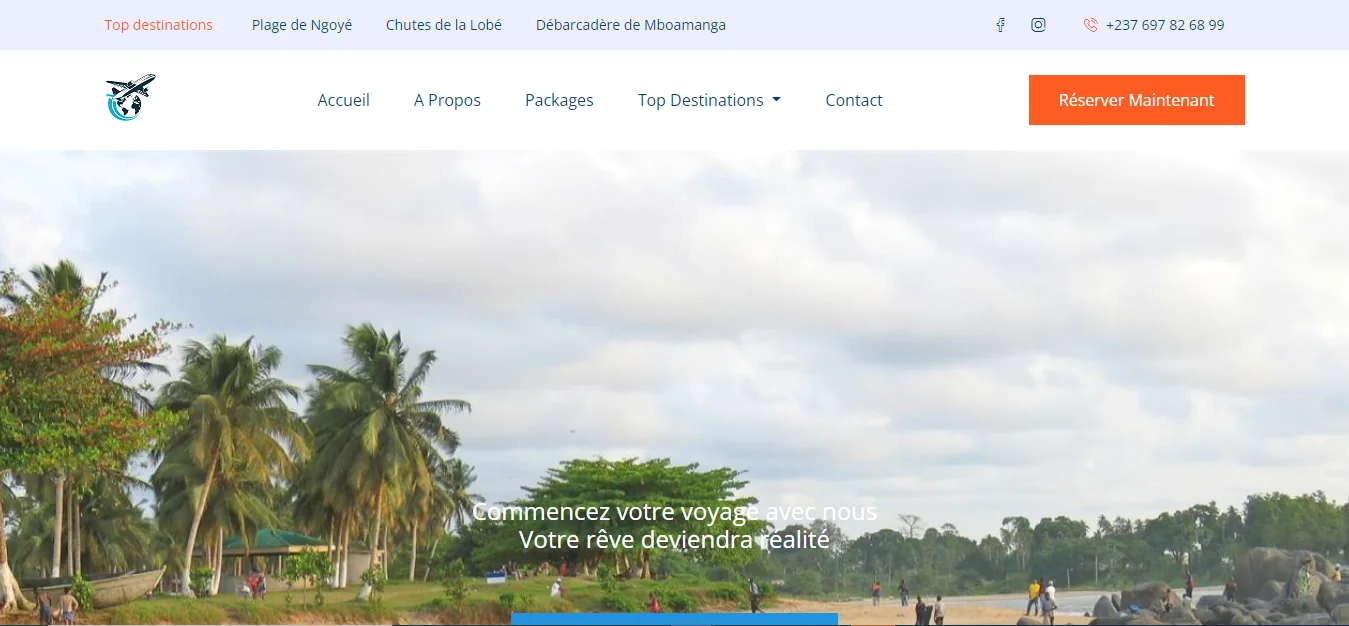 Top destinations Plage de Ngoyé Chutes de la Lobé Débarcadère de Mboamanga +237 697 82 68 99
Accueil A Propos Packages Top Destinations Contact Réserver Maintenant
Commencez votre voyage avec nous
Votre rêve deviendra réalité